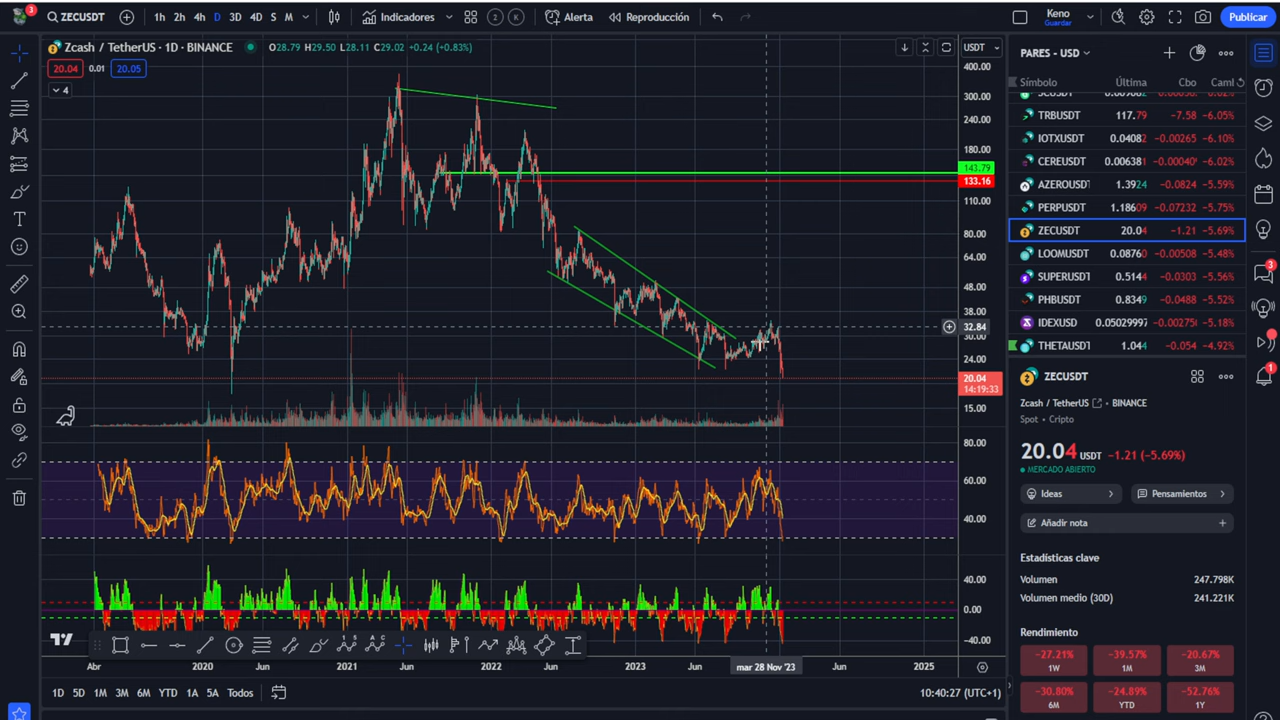 3
ZECUSDT
1h 2h 4h D 3D 4D S M
Indicadores
2 K
Alerta
Reproducción
Keno
Guardar
Publicar
Zcash / TetherUS · 1D · BINANCE
O28.79 H29.50 L28.11 C29.02 +0.24 (+0.83%)
20.04 0.01 20.05
4
USDT
400.00
300.00
240.00
180.00
143.79
133.16
110.00
80.00
64.00
48.00
38.00
32.84
30.00
24.00
20.04
14:19:33
15.00
80.00
60.00
40.00
40.00
0.00
−40.00
Abr 2020 Jun 2021 Jun 2022 Jun 2023 Jun mar 28 Nov '23 Jun 2025
1D 5D 1M 3M 6M YTD 1A 5A Todos
10:40:27 (UTC+1)
PARES - USD
Símbolo Última Cbo
TRBUSDT 117.79 −7.58 −6.05%
IOTXUSDT 0.04082 −0.00265 −6.10%
CEREUSDT 0.006381 −6.02%
1.3924 −0.0824 −5.59%
PERPUSDT 1.18609 −0.07232 −5.75%
ZECUSDT 20.04 −1.21 −5.69%
LOOMUSDT 0.08760 −0.00508 −5.48%
SUPERUSDT 0.5144 −0.0303 −5.56%
PHBUSDT 0.8349 −0.0488 −5.52%
IDEXUSD 0.05029997 −5.18%
1.044 −0.054 −4.92%
ZECUSDT
Zcash / TetherUS · BINANCE
Spot · Cripto
20.04 USDT −1.21 (−5.69%)
MERCADO ABIERTO
Ideas
Pensamientos
Añadir nota
Estadísticas clave
Volumen 247.798K
Volumen medio (30D) 241.221K
Rendimiento
−27.21% −39.57% −20.67%
1W 1M 3M
−30.80% −24.89% −52.76%
6M YTD 1Y
3
1